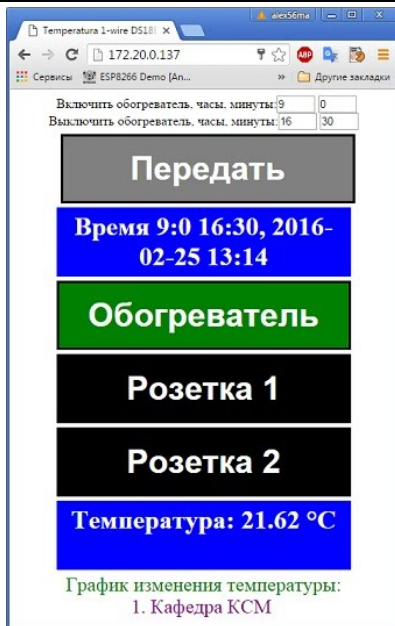 alex56ma
Temperatura 1-wire DS18
172.20.0.137
ABP
Сервисы ESP8266 Demo [An... » Другие закладки
Включить обогреватель, часы, минуты: 9 0
Выключить обогреватель, часы, минуты: 16 30
Передать
Время 9:0 16:30, 2016-
02-25 13:14
Обогреватель
Розетка 1
Розетка 2
Температура: 21.62 °C
График изменения температуры:
1. Кафедра КСМ